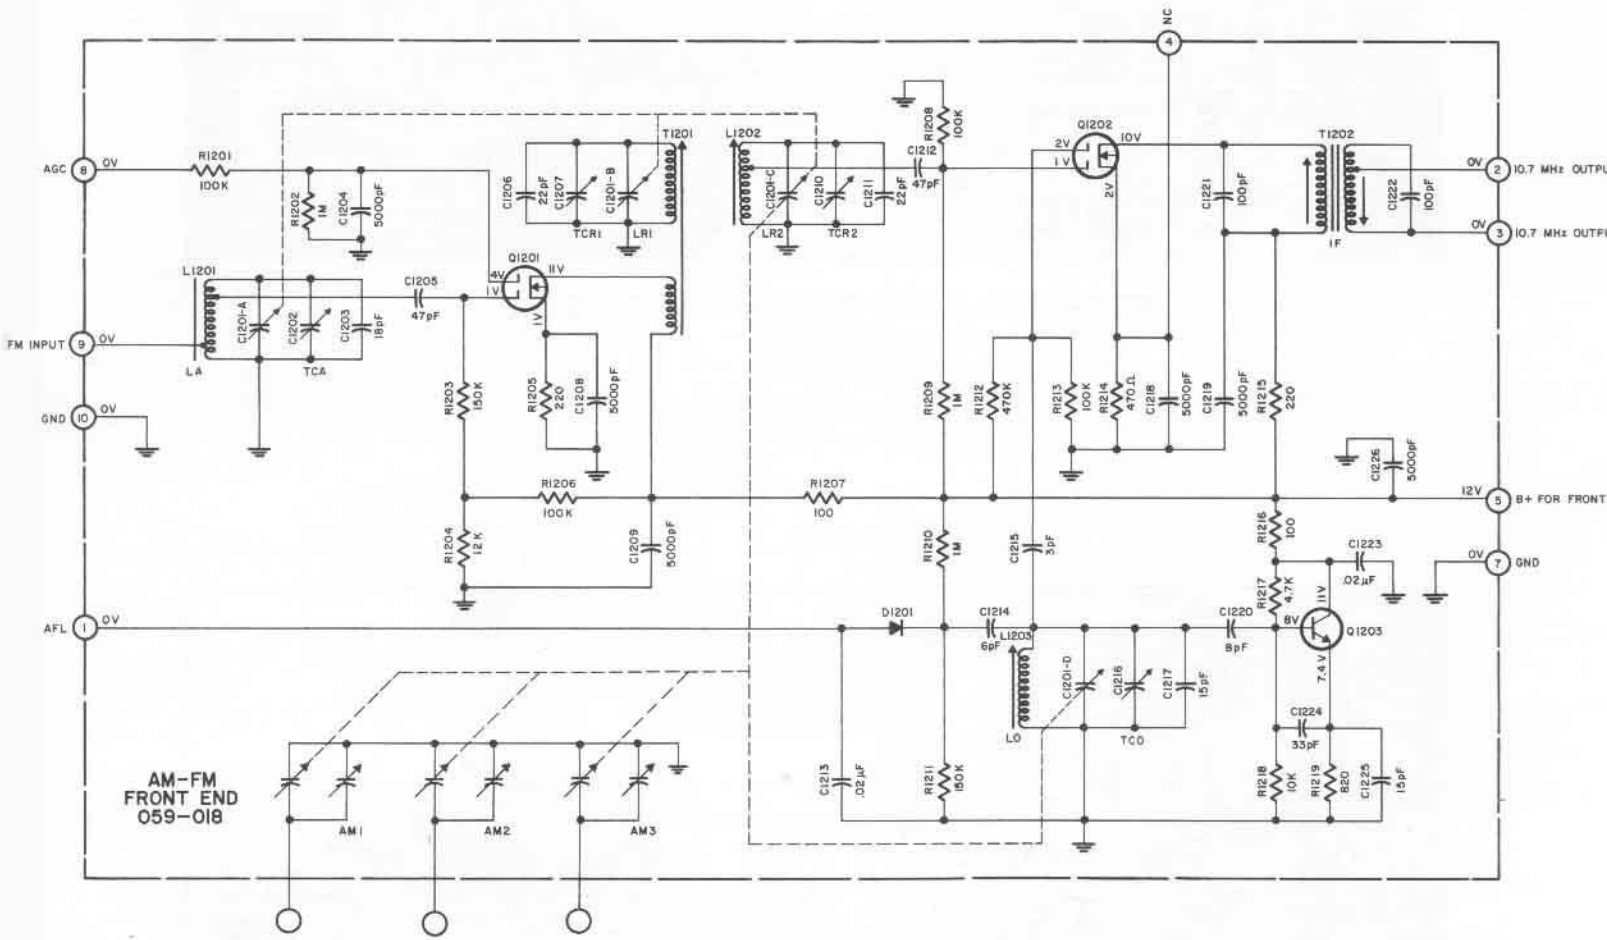 NC
4
AGC
8
0V
R1201
100K
R1202
1M
C1204
5000pF
C1206
22pF
C1207
C1201-B
TCR1
LR1
T1201
L1202
C1201-C
C1210
C1211
22pF
LR2
TCR2
C1212
47pF
R1208
100K
Q1202
2V
1V
10V
2V
C1221
100pF
T1202
IF
C1222
100pF
0V
2
10.7 MHz OUTPU
0V
3
10.7 MHz OUTPU
L1201
C1201-A
C1202
C1203
18pF
LA
TCA
FM INPUT
9
0V
GND
10
0V
C1205
47pF
Q1201
4V
1V
11V
1V
R1203
150K
R1205
220
C1208
5000pF
R1209
1M
R1212
470K
R1213
100K
R1214
470Ω
C1218
5000pF
C1219
5000pF
R1215
220
C1226
5000pF
R1206
100K
R1207
100
12V
5
B+ FOR FRONT
R1204
12K
C1209
5000pF
R1210
1M
C1215
3pF
R1216
100
C1223
.02µF
0V
7
GND
R1217
4.7K
11V
8V
Q1203
7.4V
AFL
1
0V
D1201
C1214
6pF
L1203
C1201-D
C1216
C1217
15pF
LO
TCO
C1220
8pF
C1224
33pF
C1213
.02µF
R1211
150K
R1218
10K
R1219
820
C1225
15pF
AM-FM
FRONT END
059-018
AM1
AM2
AM3